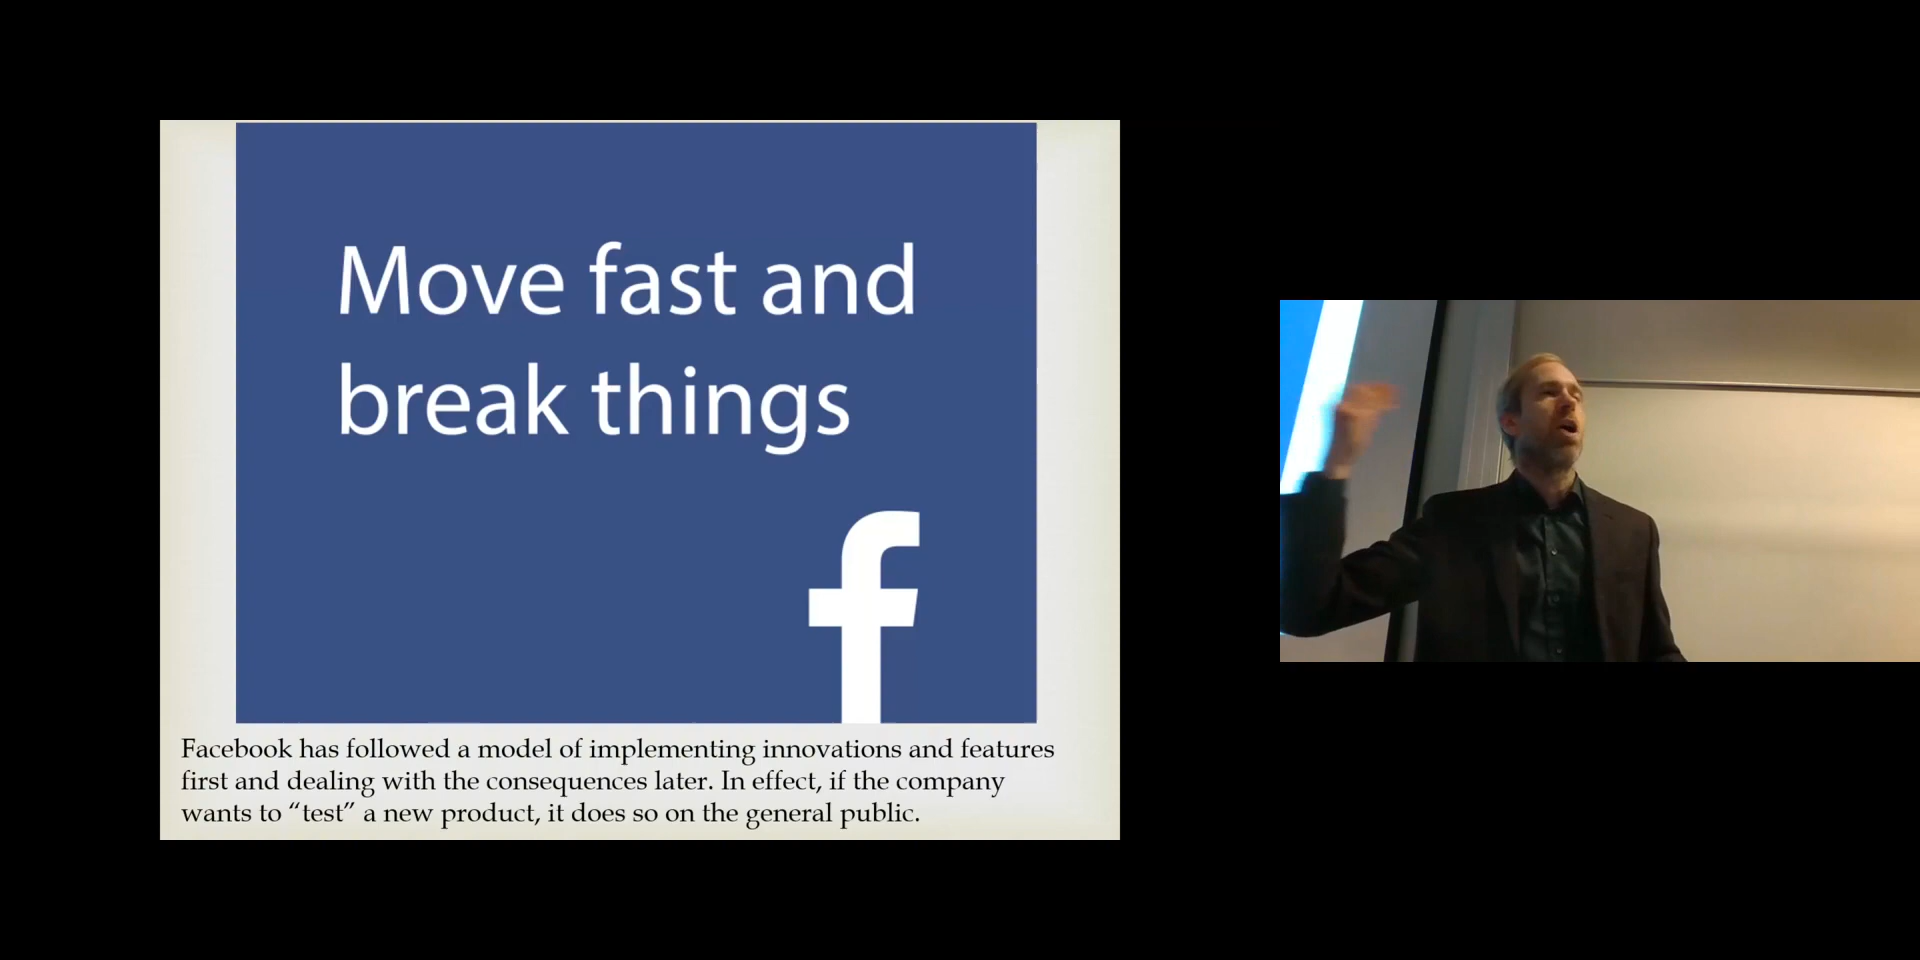 Move fast and
break things
f
Facebook has followed a model of implementing innovations and features
first and dealing with the consequences later. In effect, if the company
wants to “test” a new product, it does so on the general public.